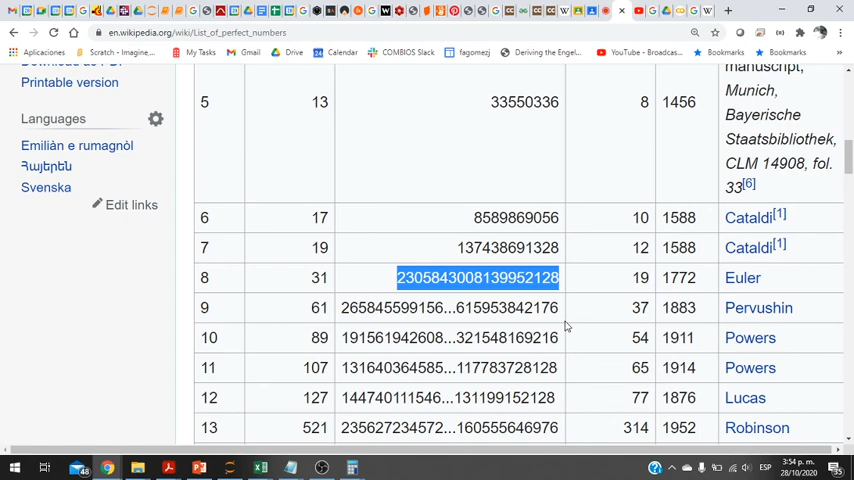 en.wikipedia.org/wiki/List_of_perfect_numbers
Aplicaciones
Scratch - Imagine,...
My Tasks
Gmail
Drive
Calendar
COMBIOS Slack
fagomezj
Deriving the Engel...
YouTube - Broadcas...
Bookmarks
Bookmarks
Printable version
Languages
Emiliàn e rumagnòl
Հայերեն
Svenska
Edit links
manuscript,
5 13 33550336 8 1456 Munich,
Bayerische
Staatsbibliothek,
CLM 14908, fol.
33[6]
6 17 8589869056 10 1588 Cataldi[1]
7 19 137438691328 12 1588 Cataldi[1]
8 31 2305843008139952128 19 1772 Euler
9 61 265845599156...615953842176 37 1883 Pervushin
10 89 191561942608...321548169216 54 1911 Powers
11 107 131640364585...117783728128 65 1914 Powers
12 127 144740111546...131199152128 77 1876 Lucas
13 521 235627234572...160555646976 314 1952 Robinson
48
ESP
3:54 p. m.
28/10/2020
35